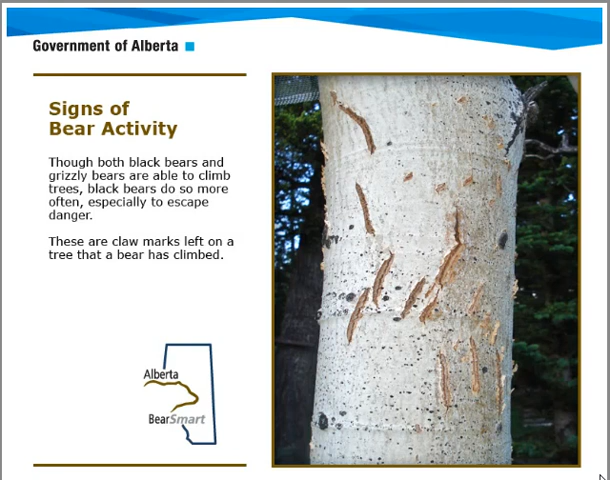 Government of Alberta
Signs of
Bear Activity
Though both black bears and
grizzly bears are able to climb
trees, black bears do so more
often, especially to escape
danger.
These are claw marks left on a
tree that a bear has climbed.
Alberta
BearSmart